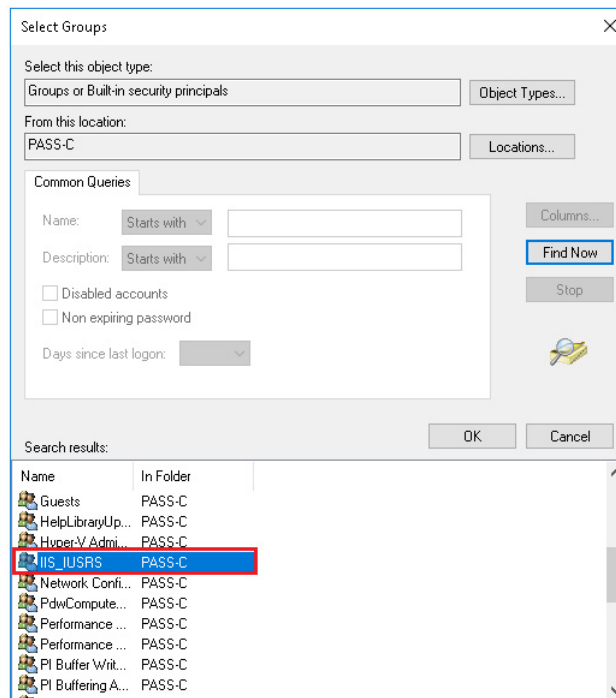 Select Groups
Select this object type:
Groups or Built-in security principals
Object Types...
From this location:
PASS-C
Locations...
Common Queries
Name: Starts with
Columns...
Description: Starts with
Find Now
Disabled accounts
Stop
Non expiring password
Days since last logon:
OK Cancel
Search results:
Name In Folder
Guests PASS-C
HelpLibraryUp... PASS-C
Hyper-V Admi... PASS-C
IIS_IUSRS PASS-C
Network Confi... PASS-C
PdwCompute... PASS-C
Performance ... PASS-C
Performance ... PASS-C
PI Buffer Writ... PASS-C
PI Buffering A... PASS-C